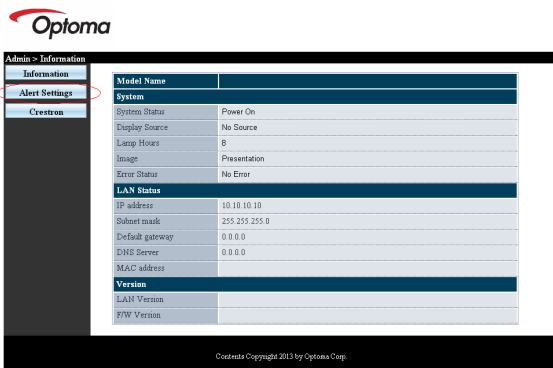 Optoma
Admin > Information
Information
Alert Settings
Crestron
Model Name
System
System Status Power On
Display Source No Source
Lamp Hours 8
Image Presentation
Error Status No Error
LAN Status
IP address 10.10.10.10
Subnet mask 255.255.255.0
Default gateway 0.0.0.0
DNS Server 0.0.0.0
MAC address
Version
LAN Version
F/W Version
Contents Copyright 2013 by Optoma Corp.